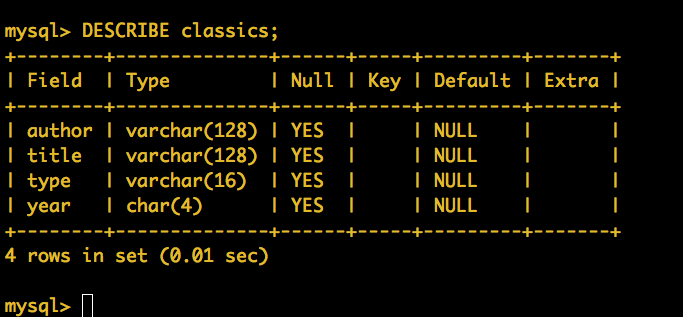 mysql> DESCRIBE classics;
+--------+--------------+------+-----+---------+-------+
| Field  | Type         | Null | Key | Default | Extra |
+--------+--------------+------+-----+---------+-------+
| author | varchar(128) | YES  |     | NULL    |       |
| title  | varchar(128) | YES  |     | NULL    |       |
| type   | varchar(16)  | YES  |     | NULL    |       |
| year   | char(4)      | YES  |     | NULL    |       |
+--------+--------------+------+-----+---------+-------+
4 rows in set (0.01 sec)
mysql>